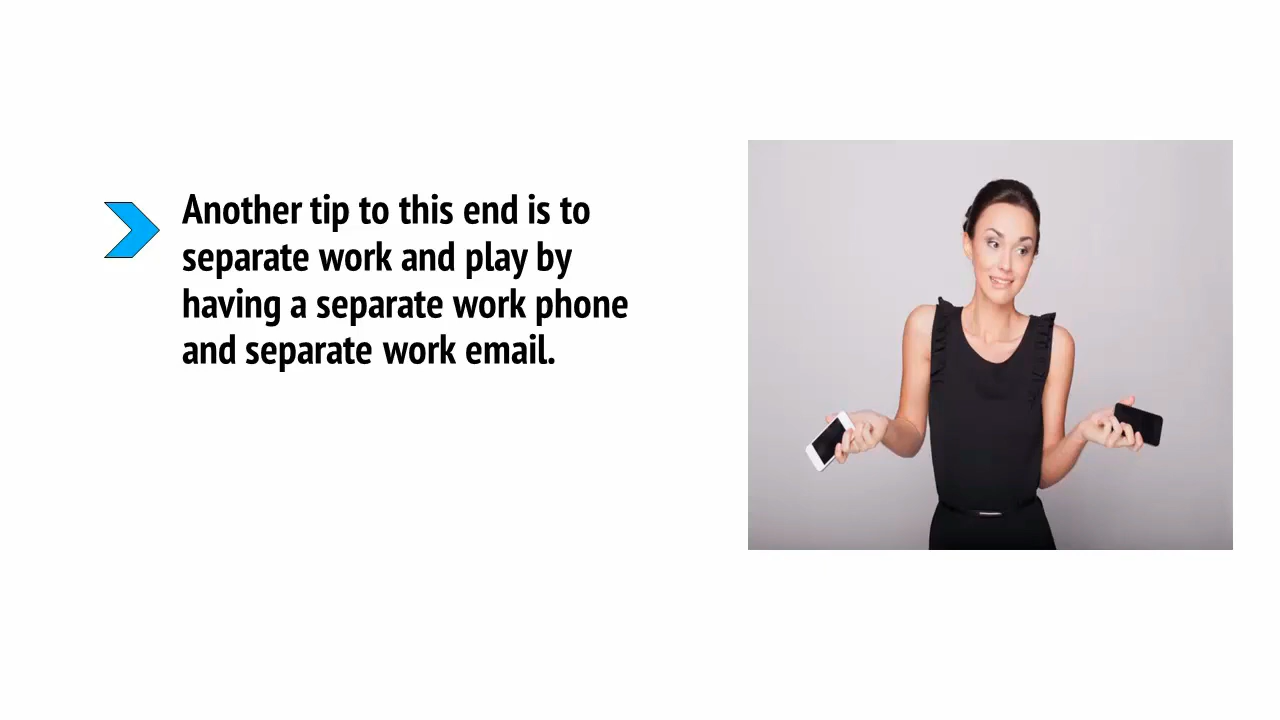 Another tip to this end is to
separate work and play by
having a separate work phone
and separate work email.